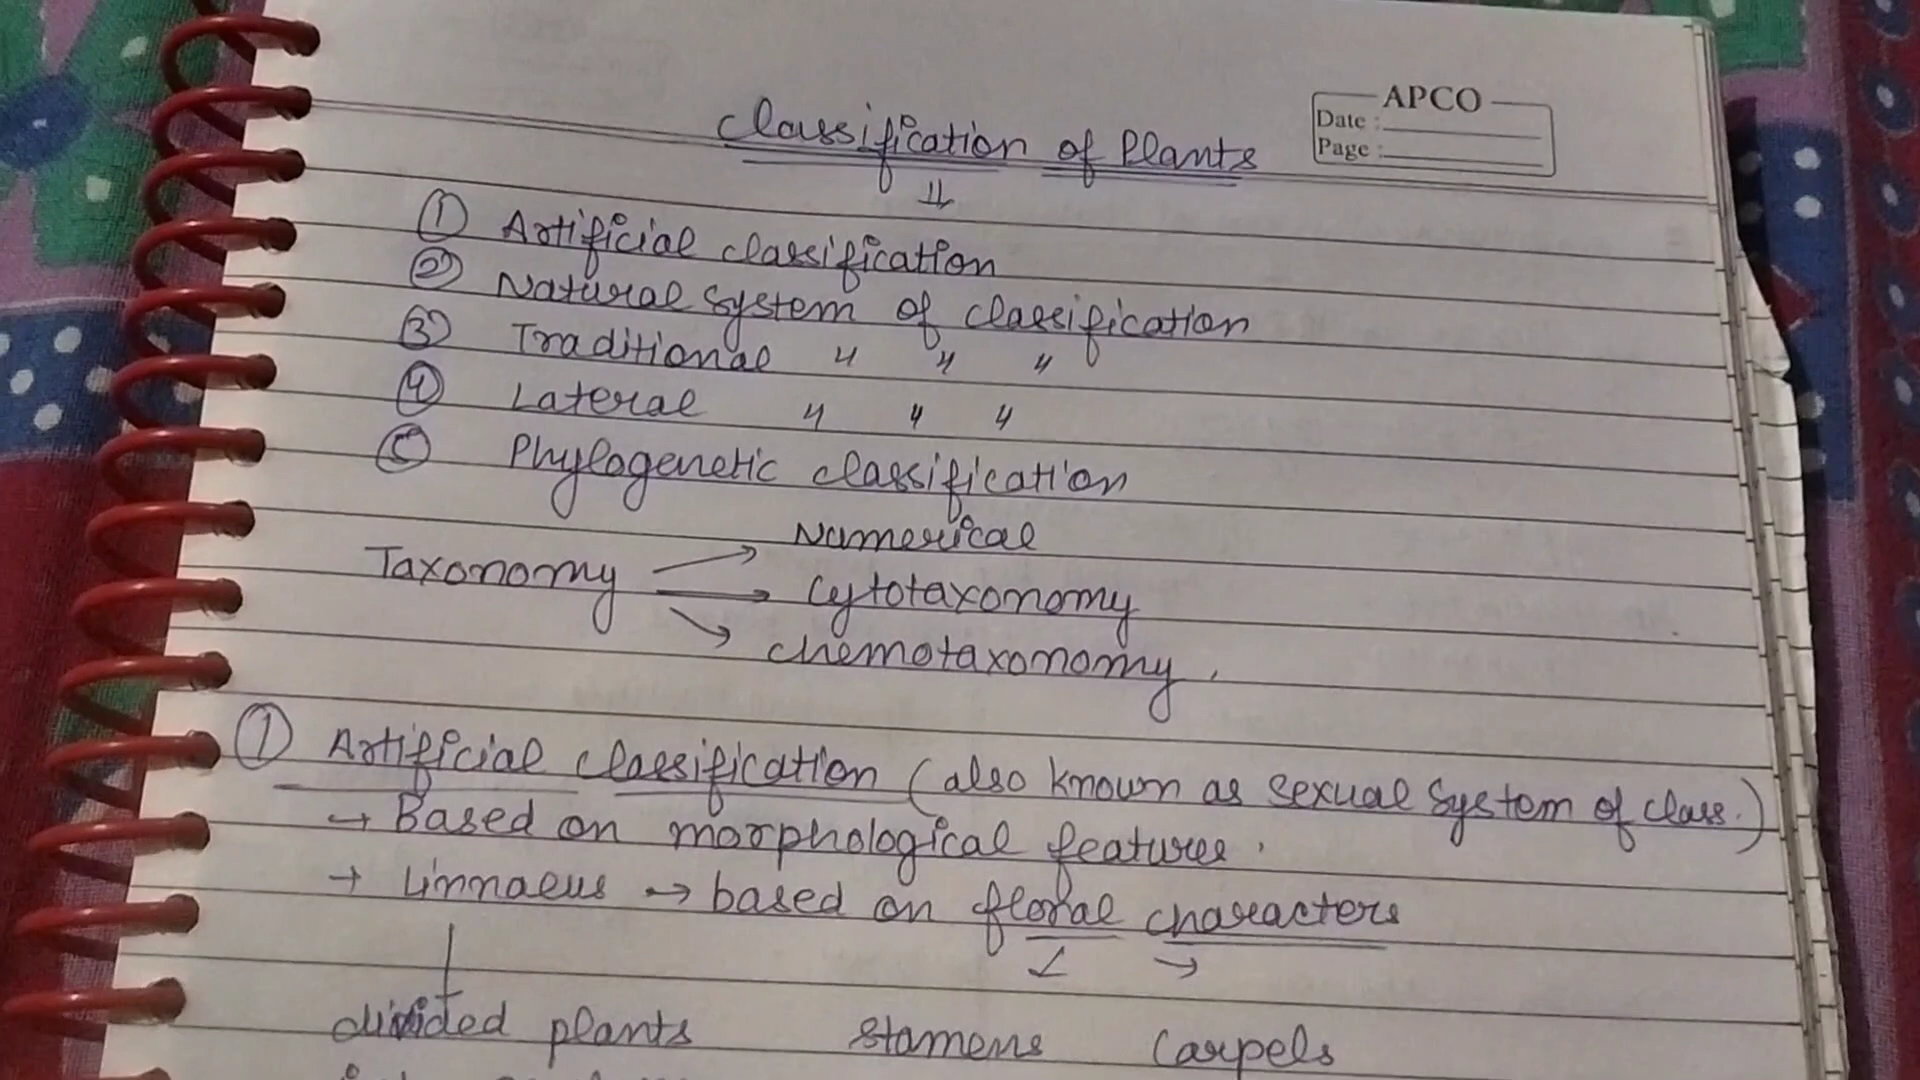 APCO
Date :
Page :
Classification of Plants
① Artificial classification
② Natural System of classification
③ Traditional " " "
④ Lateral " " "
⑤ Phylogenetic classification
Taxonomy → Numerical
→ Cytotaxonomy
→ chemotaxonomy.
① Artificial classification (also known as sexual System of class.)
→ Based on morphological features.
→ Linnaeus → based on floral characters
divided plants stamens Carpels